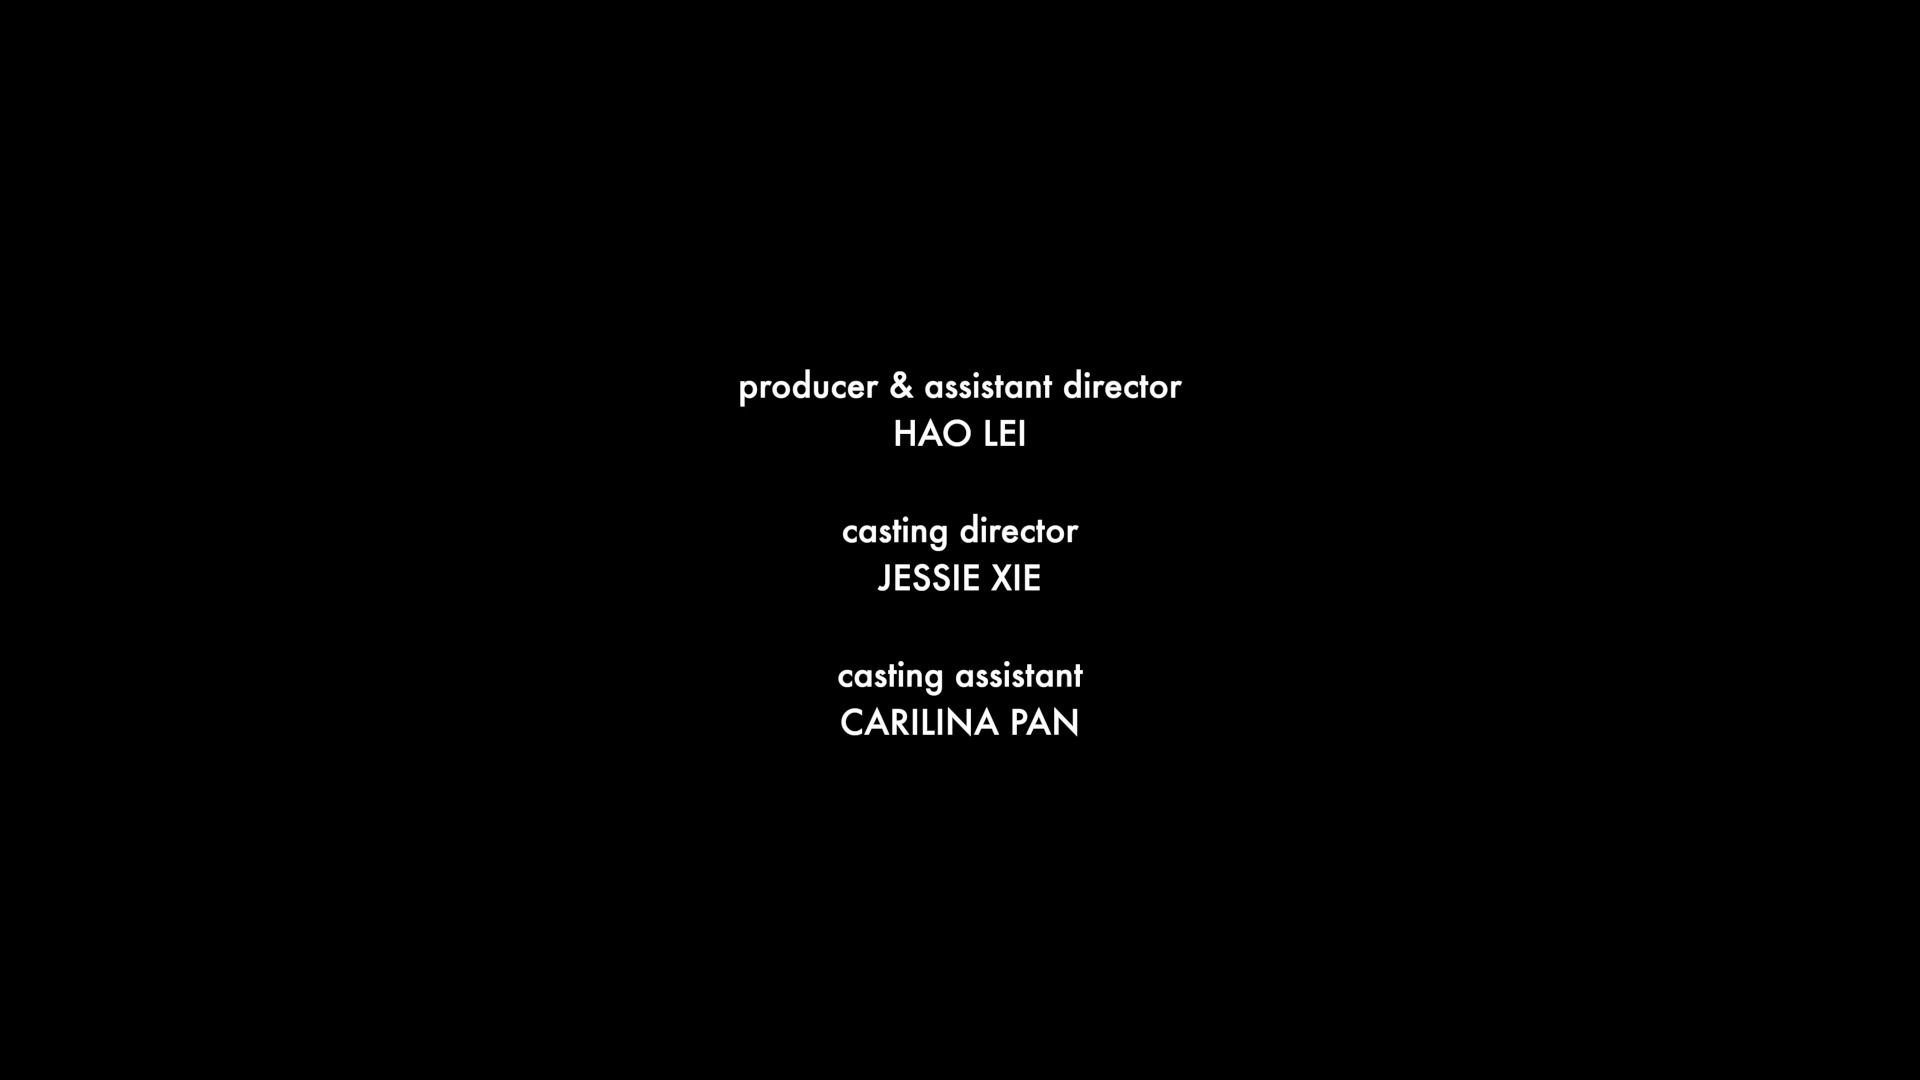 producer & assistant director
HAO LEI
casting director
JESSIE XIE
casting assistant
CARILINA PAN